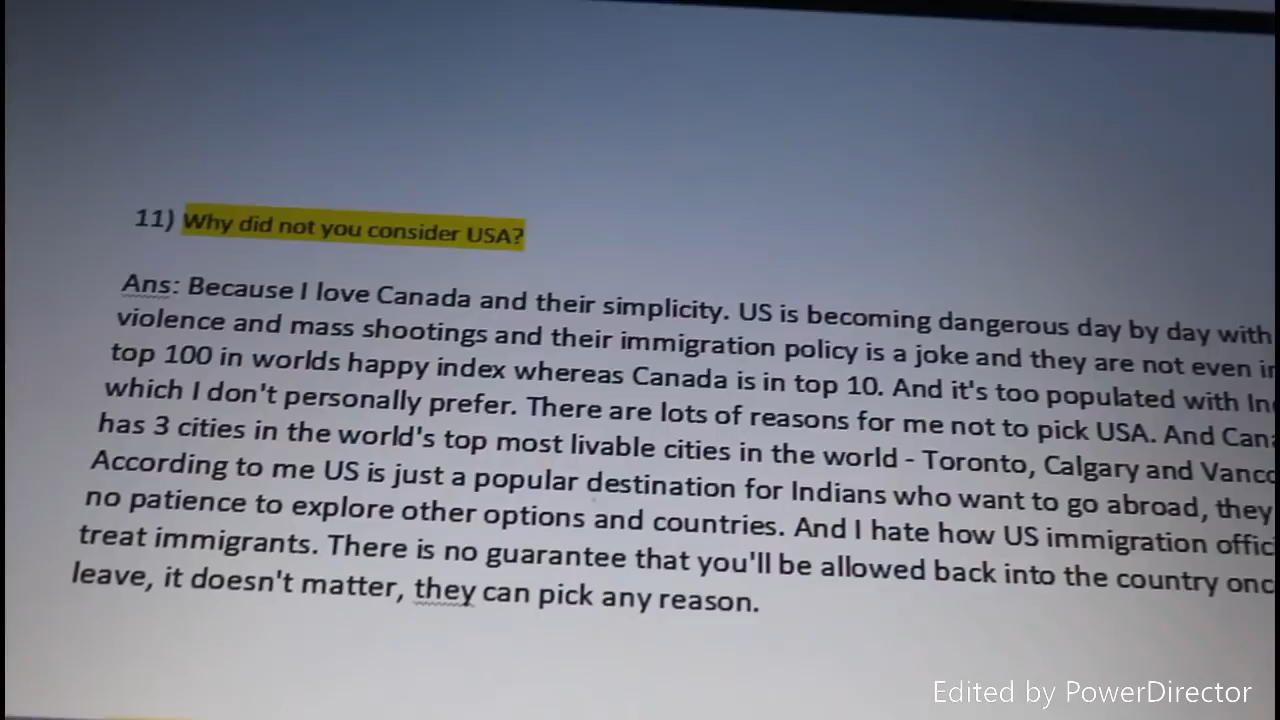 11) Why did not you consider USA?
Ans: Because I love Canada and their simplicity. US is becoming dangerous day by day with
violence and mass shootings and their immigration policy is a joke and they are not even
top 100 in worlds happy index whereas Canada is in top 10. And it's too populated with
which I don't personally prefer. There are lots of reasons for me not to pick USA. And
has 3 cities in the world's top most livable cities in the world - Toronto, Calgary and
According to me US is just a popular destination for Indians who want to go abroad, they
no patience to explore other options and countries. And I hate how US immigration
treat immigrants. There is no guarantee that you'll be allowed back into the country
leave, it doesn't matter, they can pick any reason.
Edited by PowerDirector